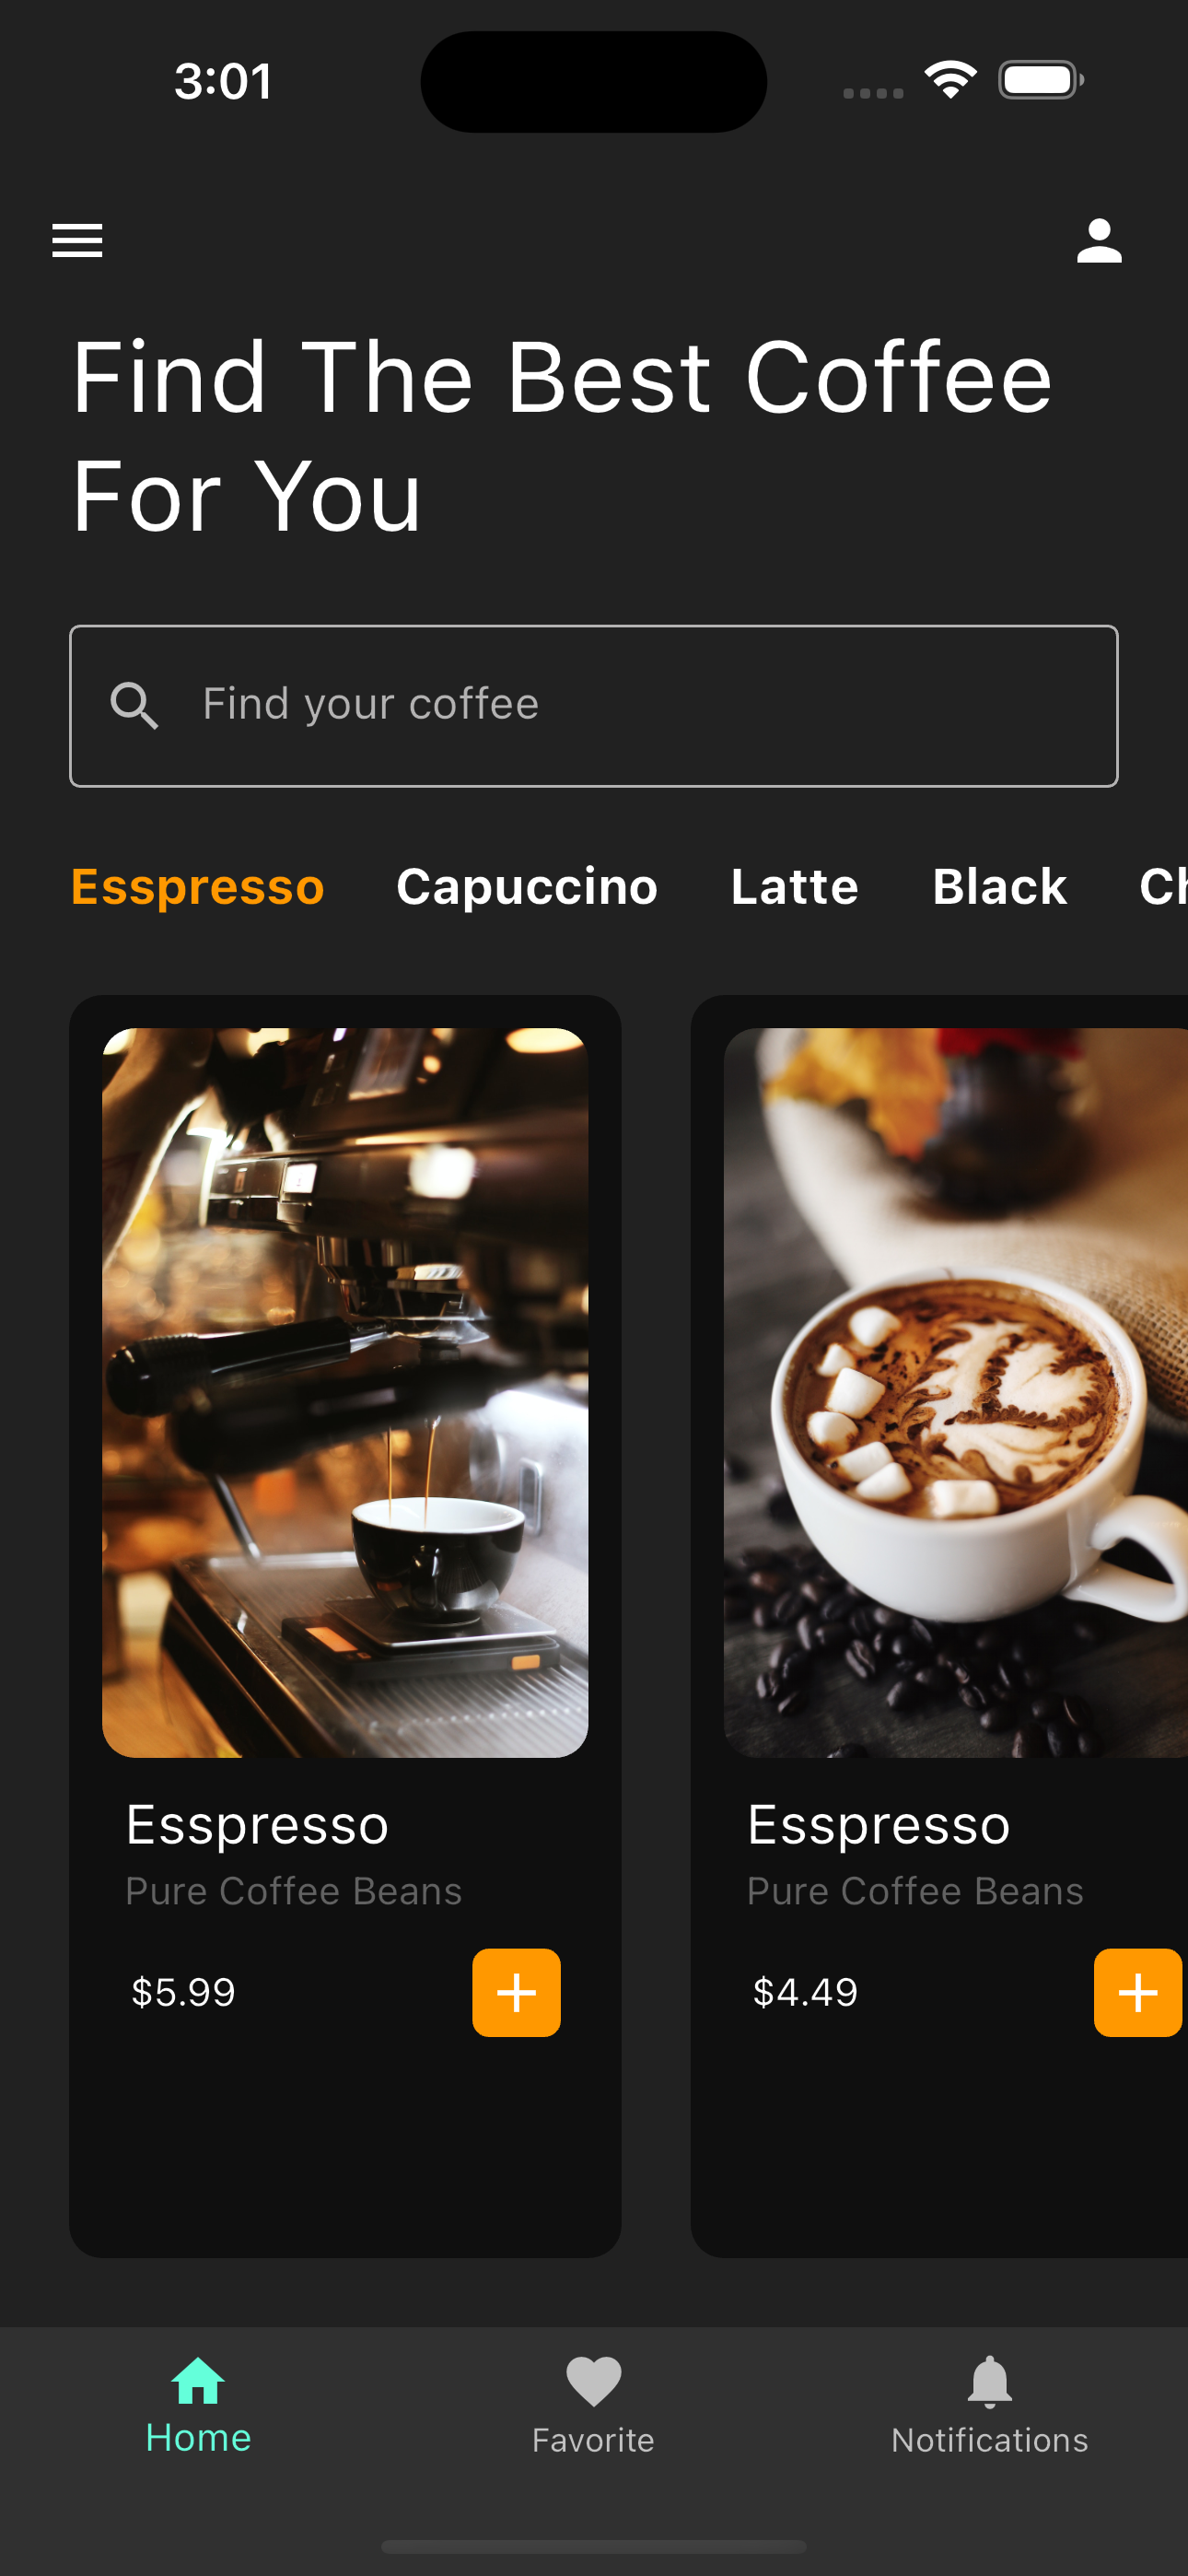 3:01
Find The Best Coffee
For You
Find your coffee
Esspresso Capuccino Latte Black Ch
Esspresso Esspresso
Pure Coffee Beans Pure Coffee Beans
$5.99 $4.49
Home Favorite Notifications